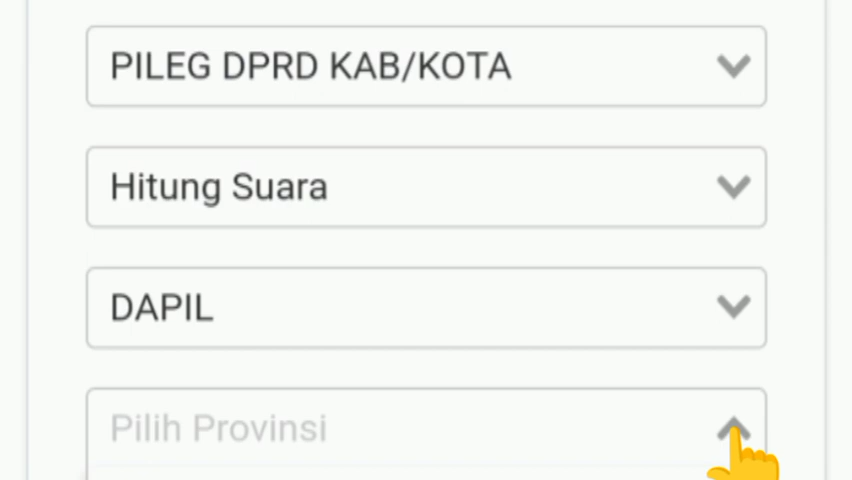 PILEG DPRD KAB/KOTA
Hitung Suara
DAPIL
Pilih Provinsi